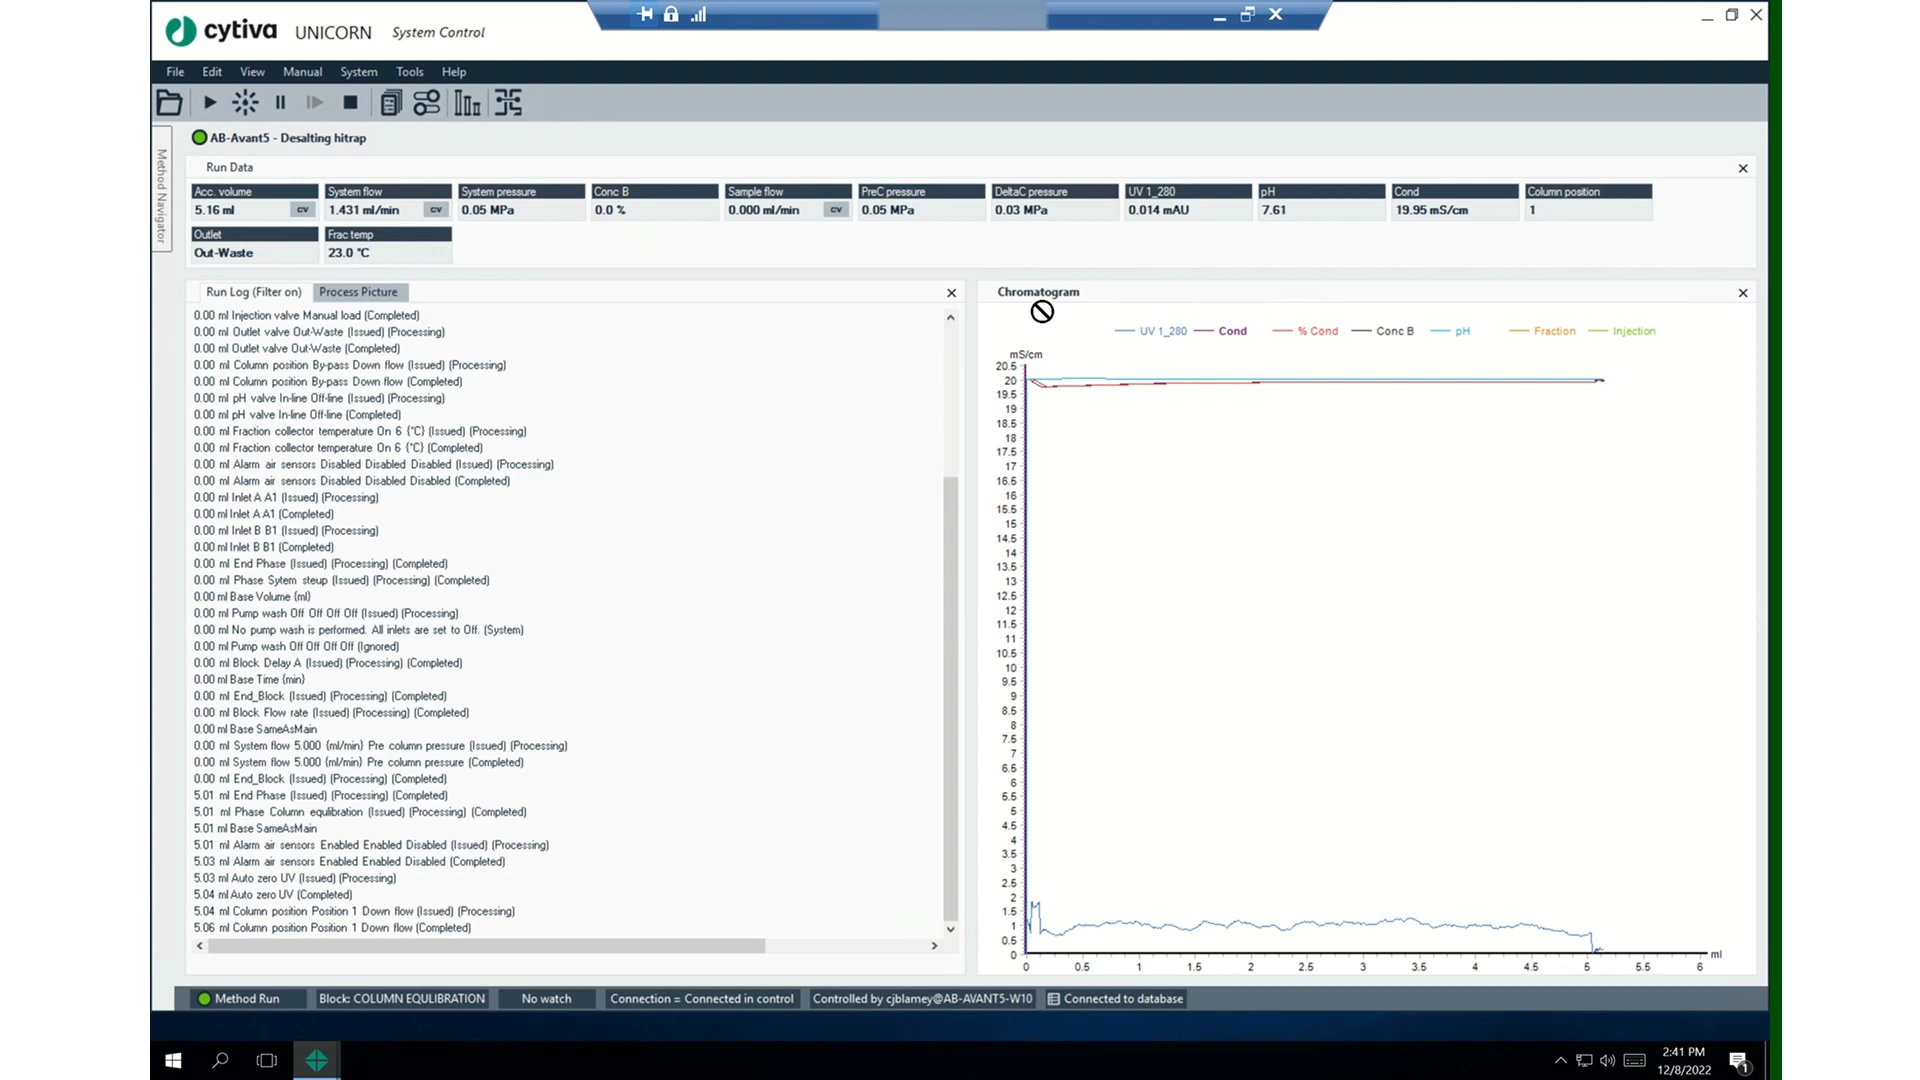 cytiva UNICORN System Control
File Edit View Manual System Tools Help
Method Navigator
AB-Avant5 - Desalting hitrap
Run Data
Acc. volume System flow System pressure Conc B Sample flow PreC pressure DeltaC pressure UV 1_280 pH Cond Column position
5.16 ml CV 1.431 ml/min CV 0.05 MPa 0.0 % 0.000 ml/min CV 0.05 MPa 0.03 MPa 0.014 mAU 7.61 19.95 mS/cm 1
Outlet Frac temp
Out-Waste 23.0 °C
Run Log (Filter on) Process Picture
0.00 ml Injection valve Manual load (Completed)
0.00 ml Outlet valve Out-Waste (Issued) (Processing)
0.00 ml Outlet valve Out-Waste (Completed)
0.00 ml Column position By-pass Down flow (Issued) (Processing)
0.00 ml Column position By-pass Down flow (Completed)
0.00 ml pH valve In-line Off-line (Issued) (Processing)
0.00 ml pH valve In-line Off-line (Completed)
0.00 ml Fraction collector temperature On 6 {°C} (Issued) (Processing)
0.00 ml Fraction collector temperature On 6 {°C} (Completed)
0.00 ml Alarm air sensors Disabled Disabled Disabled (Issued) (Processing)
0.00 ml Alarm air sensors Disabled Disabled Disabled (Completed)
0.00 ml Inlet A A1 (Issued) (Processing)
0.00 ml Inlet A A1 (Completed)
0.00 ml Inlet B B1 (Issued) (Processing)
0.00 ml Inlet B B1 (Completed)
0.00 ml End Phase (Issued) (Processing) (Completed)
0.00 ml Phase Sytem steup (Issued) (Processing) (Completed)
0.00 ml Base Volume {ml}
0.00 ml Pump wash Off Off Off Off (Issued) (Processing)
0.00 ml No pump wash is performed. All inlets are set to Off. (System)
0.00 ml Pump wash Off Off Off Off (Ignored)
0.00 ml Block Delay A (Issued) (Processing) (Completed)
0.00 ml Base Time {min}
0.00 ml End_Block (Issued) (Processing) (Completed)
0.00 ml Block Flow rate (Issued) (Processing) (Completed)
0.00 ml Base SameAsMain
0.00 ml System flow 5.000 {ml/min} Pre column pressure (Issued) (Processing)
0.00 ml System flow 5.000 {ml/min} Pre column pressure (Completed)
0.00 ml End_Block (Issued) (Processing) (Completed)
5.01 ml End Phase (Issued) (Processing) (Completed)
5.01 ml Phase Column equlibration (Issued) (Processing) (Completed)
5.01 ml Base SameAsMain
5.01 ml Alarm air sensors Enabled Enabled Disabled (Issued) (Processing)
5.03 ml Alarm air sensors Enabled Enabled Disabled (Completed)
5.03 ml Auto zero UV (Issued) (Processing)
5.04 ml Auto zero UV (Completed)
5.04 ml Column position Position 1 Down flow (Issued) (Processing)
5.06 ml Column position Position 1 Down flow (Completed)
Chromatogram
UV 1_280 Cond % Cond Conc B pH Fraction Injection
mS/cm
20.5
20
19.5
19
18.5
18
17.5
17
16.5
16
15.5
15
14.5
14
13.5
13
12.5
12
11.5
11
10.5
10
9.5
9
8.5
8
7.5
7
6.5
6
5.5
5
4.5
4
3.5
3
2.5
2
1.5
1
0.5
0
0 0.5 1 1.5 2 2.5 3 3.5 4 4.5 5 5.5 6 ml
Method Run Block: COLUMN EQULIBRATION No watch Connection = Connected in control Controlled by cjblamey@AB-AVANT5-W10 Connected to database
2:41 PM
12/8/2022
1